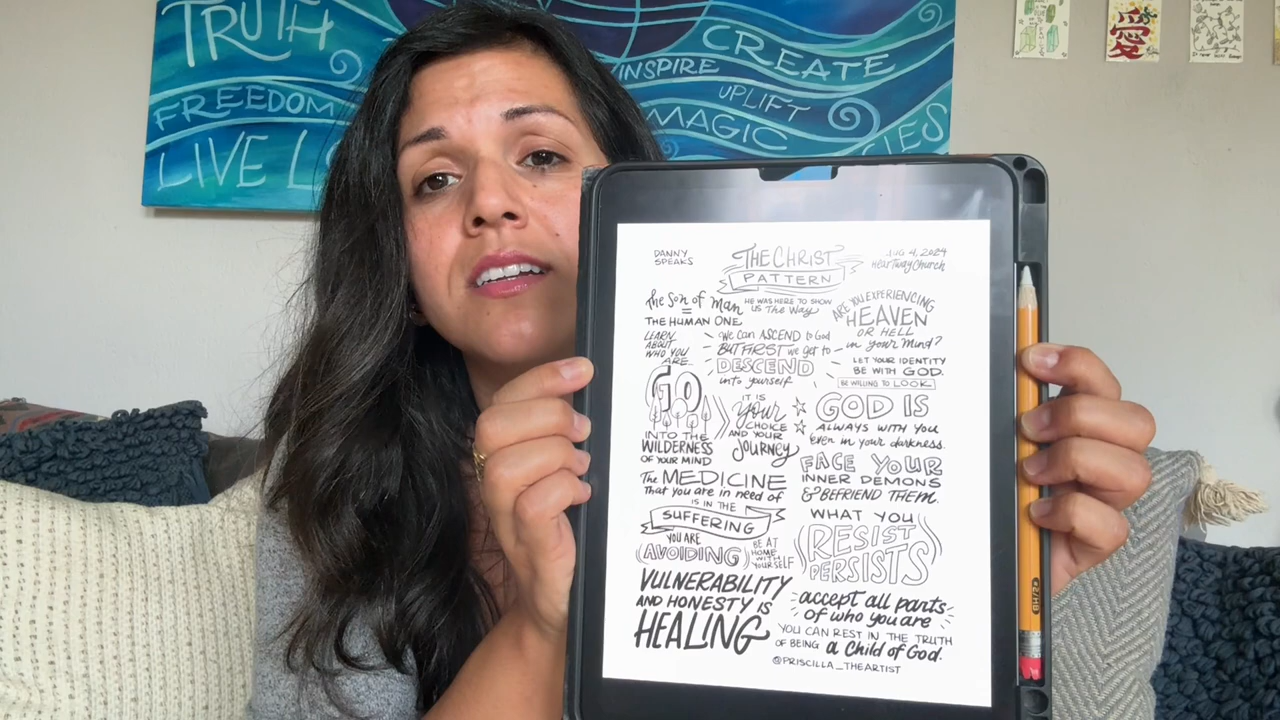 TRUTH
FREEDOM
LIVE
CREATE
INSPIRE
UPLIFT
MAGIC
愛
DANNY
SPEAKS
THE CHRIST
PATTERN
AUG 4, 2024
HeartwayChurch
the Son of Man
THE HUMAN ONE
HE WAS HERE TO SHOW
US The Way
LEARN
ABOUT
WHO YOU
ARE
We can ASCEND to God
BUT FIRST we get to
DESCEND
into yourself
ARE YOU EXPERIENCING
HEAVEN
OR HELL
in your Mind?
LET YOUR IDENTITY
BE WITH GOD.
BE WILLING TO LOOK.
GO
INTO THE
WILDERNESS
OF YOUR MIND
IT IS
Your
CHOICE
AND YOUR
JOURNEY
GOD IS
ALWAYS WITH YOU
even in your darkness.
The MEDICINE
that you are in need of
IS IN THE
SUFFERING
YOU ARE
AVOIDING
BE AT
HOME
WITH
YOURSELF
FACE YOUR
INNER DEMONS
& BEFRIEND THEM.
WHAT YOU
RESIST
PERSISTS
VULNERABILITY
AND HONESTY IS
HEALING
accept all parts
of who you are
YOU CAN REST IN THE TRUTH
OF BEING a Child of God.
@PRISCILLA_THEARTIST